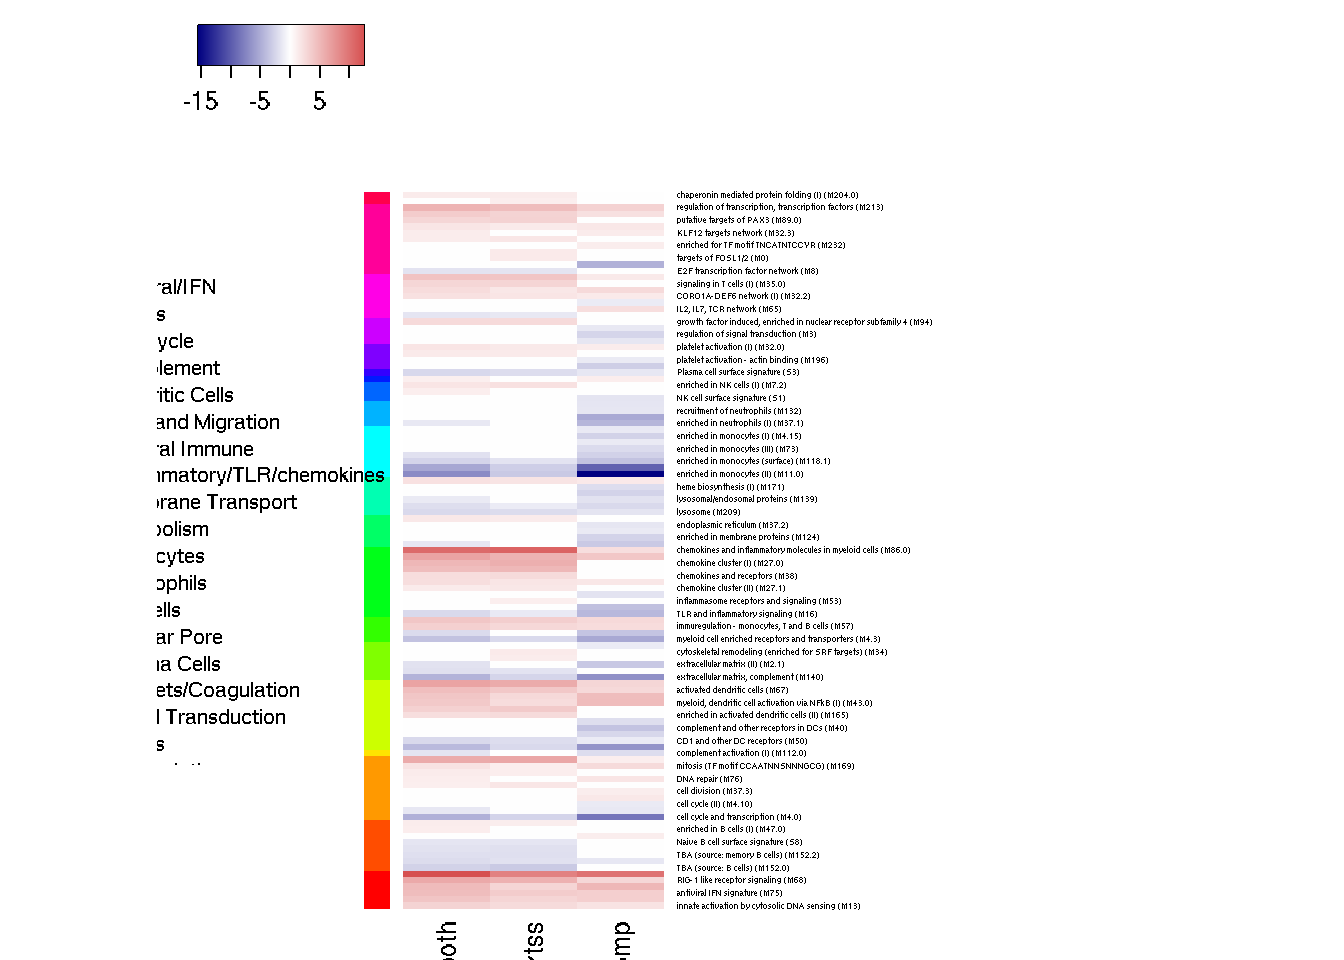 -15 -5 5
chaperonin mediated protein folding (I) (M204.0)
regulation of transcription, transcription factors (M213)
putative targets of PAX3 (M89.0)
KLF12 targets network (M32.3)
enriched for TF motif TNCATNTCCYR (M232)
targets of FOSL1/2 (M0)
E2F transcription factor network (M8)
signaling in T cells (I) (M35.0)
CORO1A-DEF6 network (I) (M32.2)
IL2, IL7, TCR network (M65)
growth factor induced, enriched in nuclear receptor subfamily 4 (M94)
regulation of signal transduction (M3)
platelet activation (I) (M32.0)
platelet activation - actin binding (M196)
Plasma cell surface signature (S3)
enriched in NK cells (I) (M7.2)
NK cell surface signature (S1)
recruitment of neutrophils (M132)
enriched in neutrophils (I) (M37.1)
enriched in monocytes (I) (M4.15)
enriched in monocytes (III) (M73)
enriched in monocytes (surface) (M118.1)
enriched in monocytes (II) (M11.0)
heme biosynthesis (I) (M171)
lysosomal/endosomal proteins (M139)
lysosome (M209)
endoplasmic reticulum (M37.2)
enriched in membrane proteins (M124)
chemokines and inflammatory molecules in myeloid cells (M86.0)
chemokine cluster (I) (M27.0)
chemokines and receptors (M38)
chemokine cluster (II) (M27.1)
inflammasome receptors and signaling (M53)
TLR and inflammatory signaling (M16)
immuregulation - monocytes, T and B cells (M57)
myeloid cell enriched receptors and transporters (M4.3)
cytoskeletal remodeling (enriched for SRF targets) (M34)
extracellular matrix (II) (M2.1)
extracellular matrix, complement (M140)
activated dendritic cells (M67)
myeloid, dendritic cell activation via NFkB (I) (M43.0)
enriched in activated dendritic cells (II) (M165)
complement and other receptors in DCs (M40)
CD1 and other DC receptors (M50)
complement activation (I) (M112.0)
mitosis (TF motif CCAATNNSNNNGCG) (M169)
DNA repair (M76)
cell division (M37.3)
cell cycle (II) (M4.10)
cell cycle and transcription (M4.0)
enriched in B cells (I) (M47.0)
Naive B cell surface signature (S8)
TBA (source: memory B cells) (M152.2)
TBA (source: B cells) (M152.0)
RIG-1 like receptor signaling (M68)
antiviral IFN signature (M75)
innate activation by cytosolic DNA sensing (M13)
ral/IFN
s
ycle
lement
ritic Cells
and Migration
ral Immune
mmatory/TLR/chemokines
rane Transport
bolism
cytes
ophils
ells
ar Pore
na Cells
ets/Coagulation
l Transduction
s
ooth
tss
omp